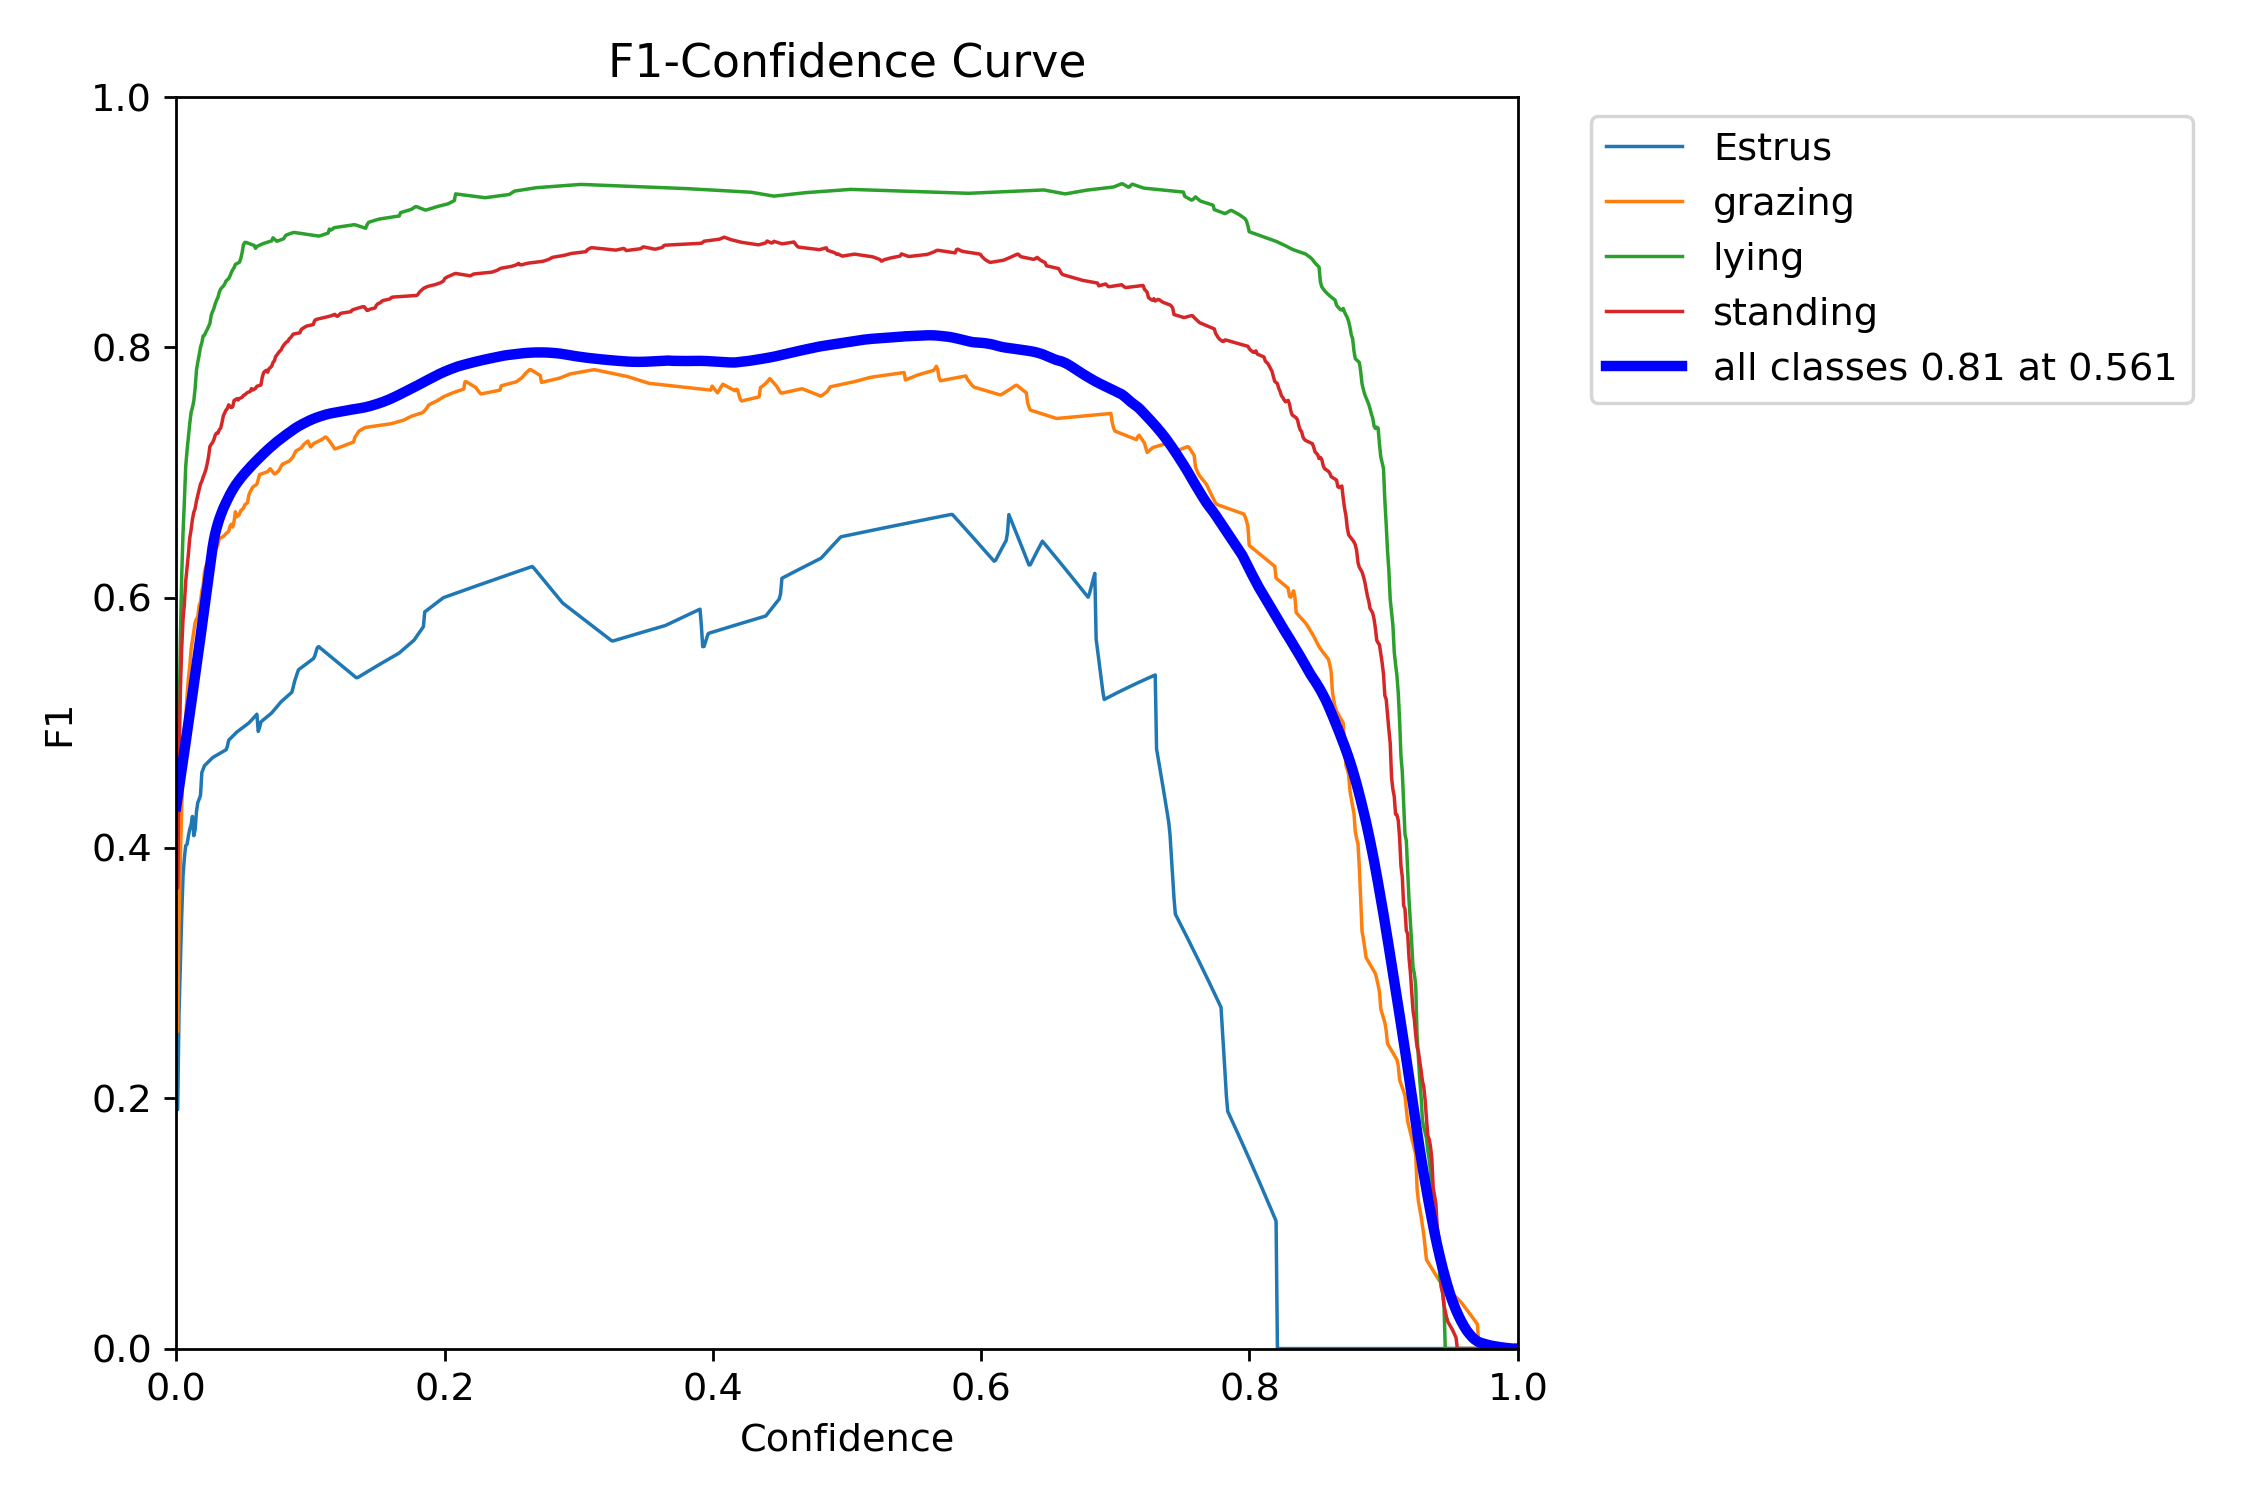 F1-Confidence Curve
1.0
0.8
0.6
0.4
0.2
0.0
F1
0.0 0.2 0.4 0.6 0.8 1.0
Confidence
Estrus
grazing
lying
standing
all classes 0.81 at 0.561